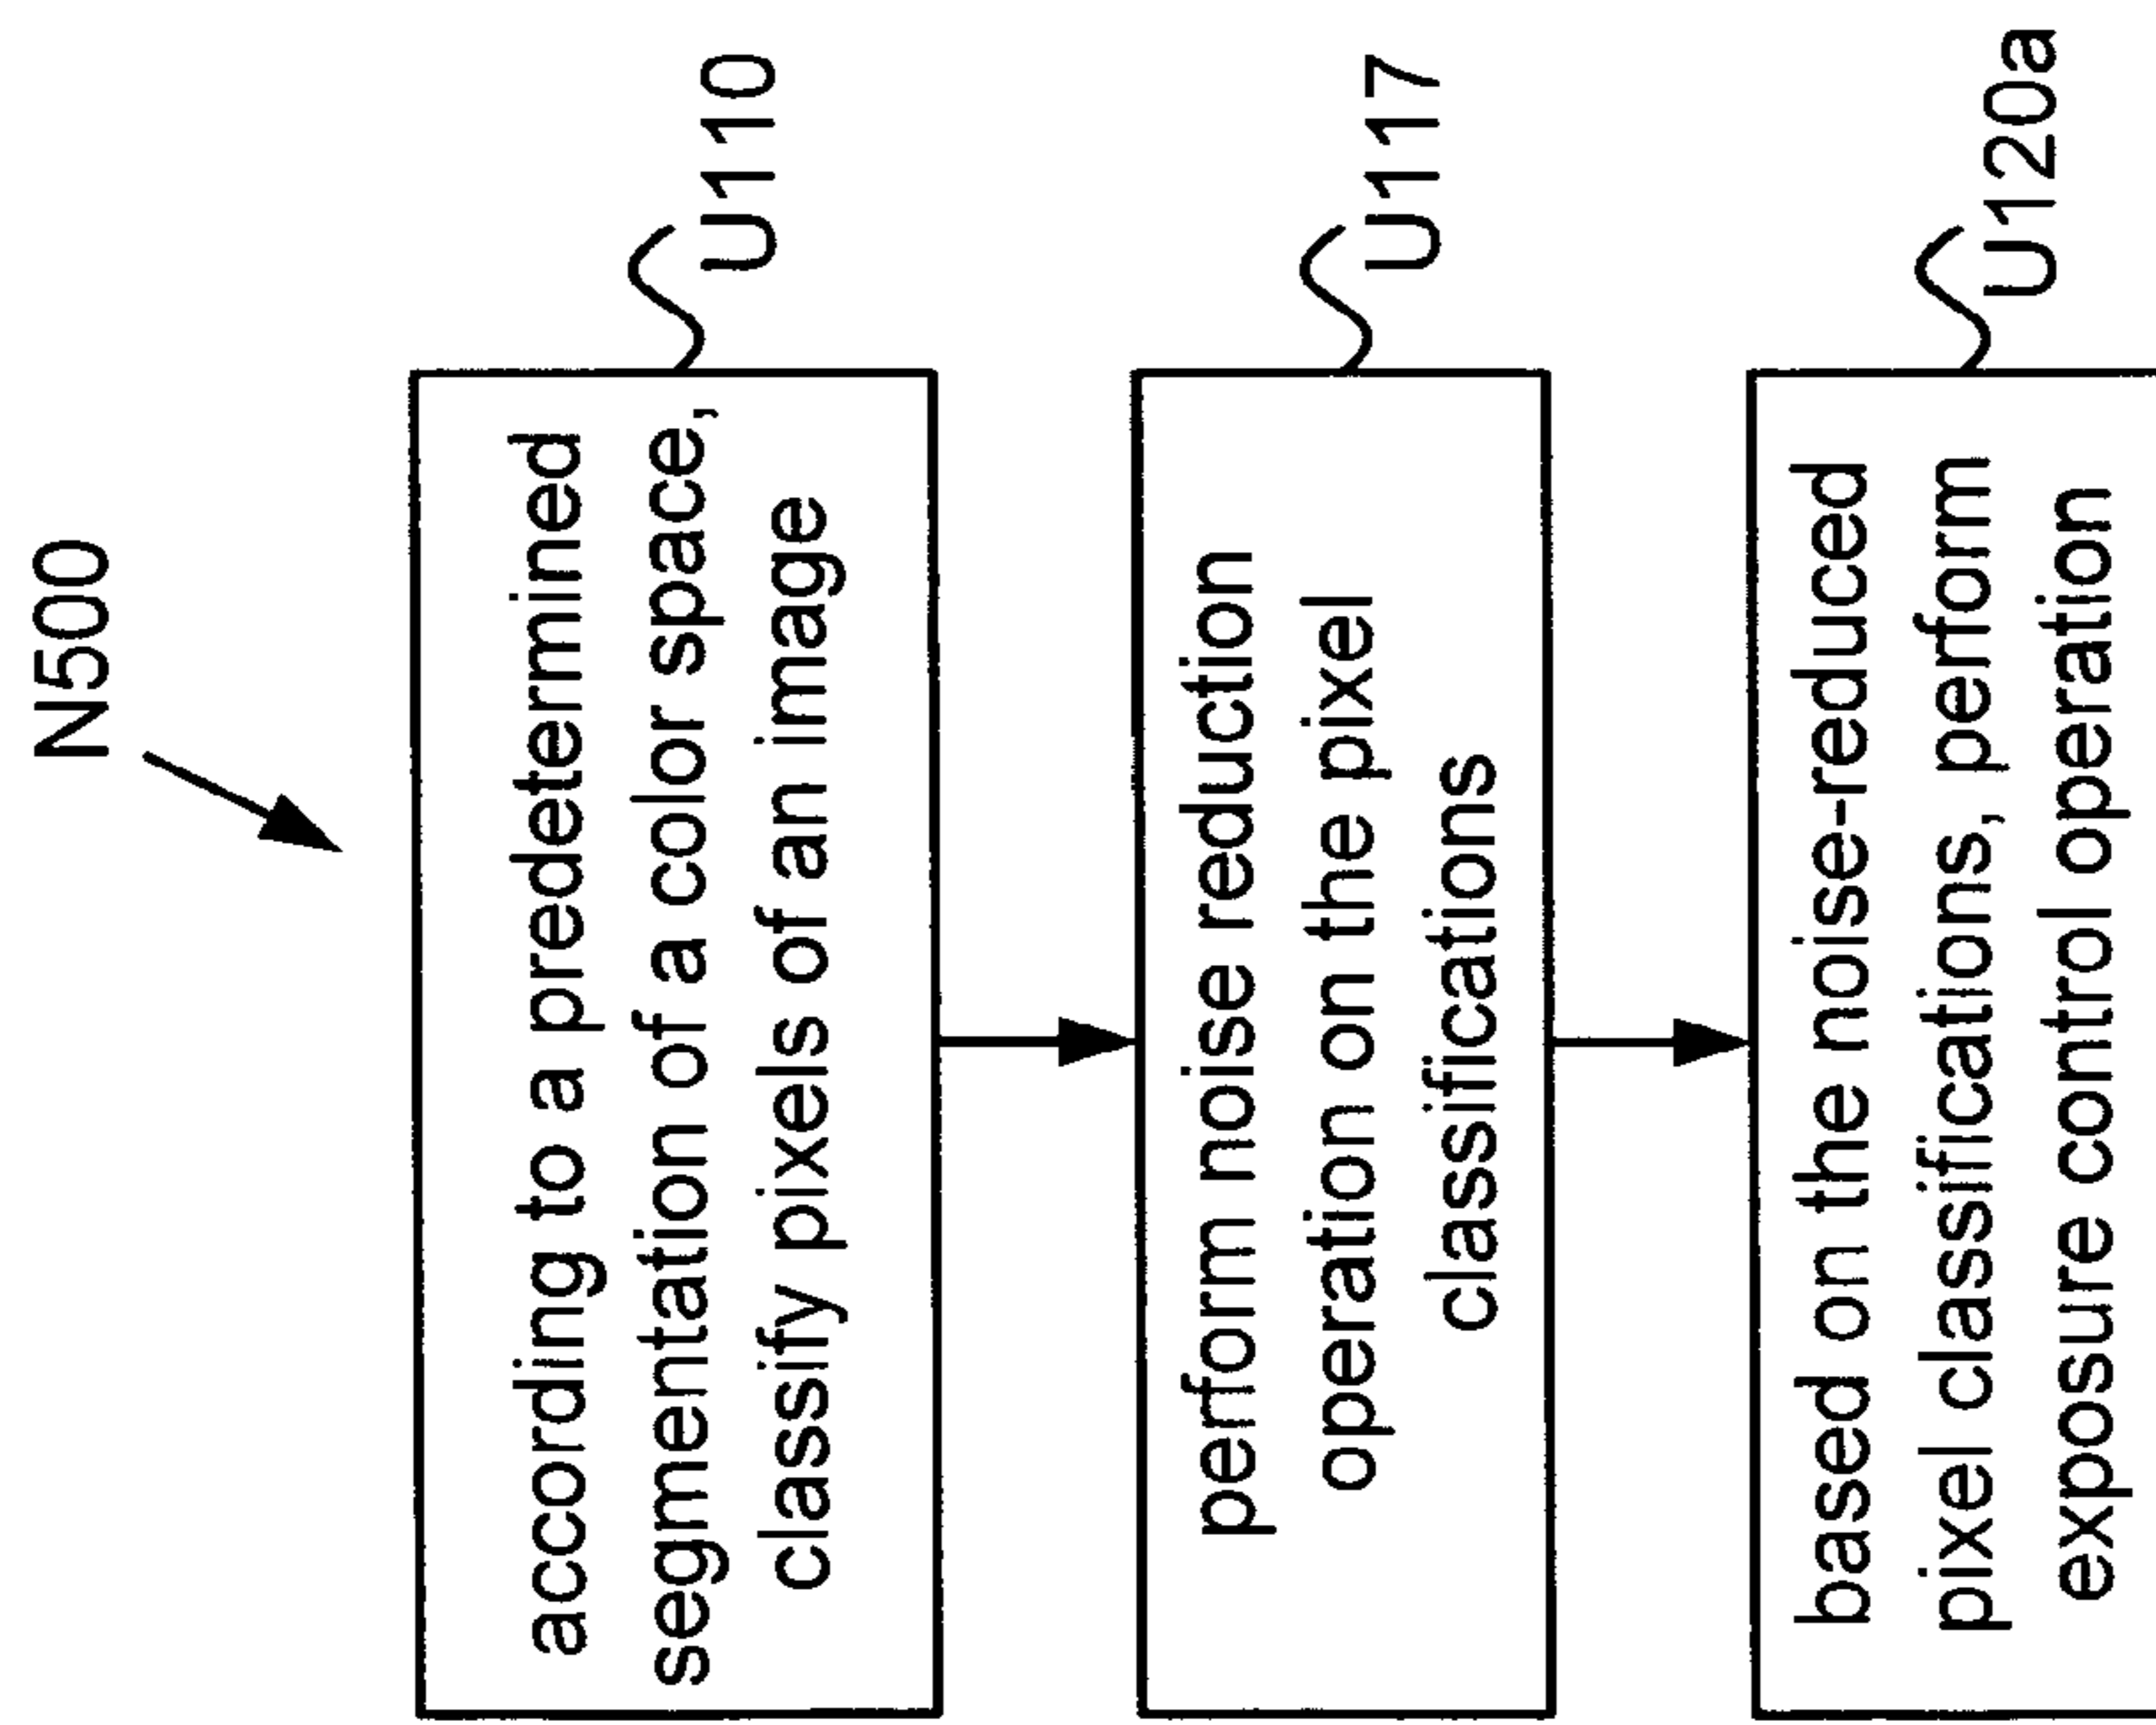 N500
according to a predetermined
segmentation of a color space,
classify pixels of an image
U110
perform noise reduction
operation on the pixel
classifications
U117
based on the noise-reduced
pixel classifications, perform
exposure control operation
U120a